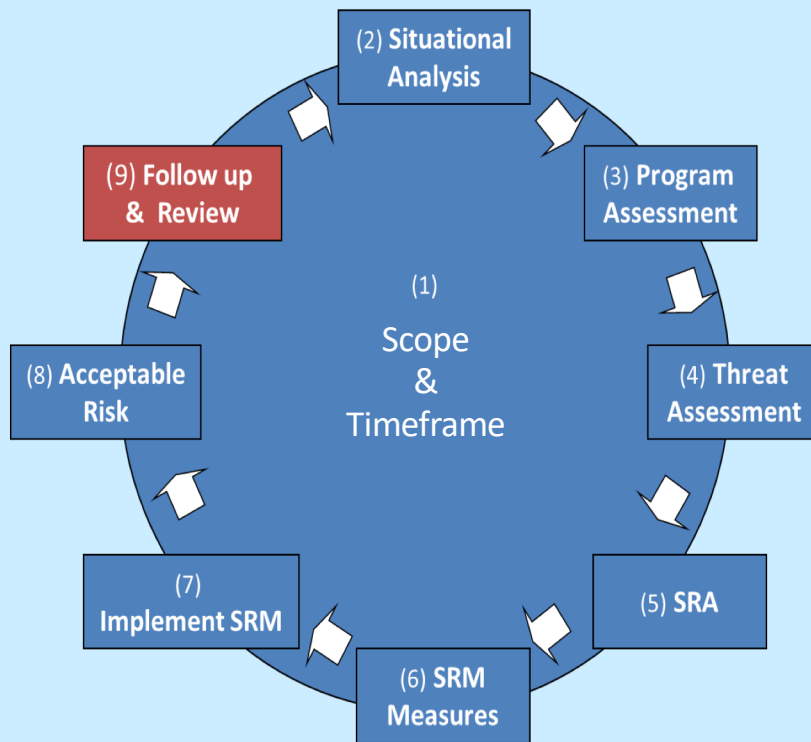 (1)
Scope
&
Timeframe
(2) Situational
Analysis
(3) Program
Assessment
(4) Threat
Assessment
(5) SRA
(6) SRM
Measures
(7)
Implement SRM
(8) Acceptable
Risk
(9) Follow up
& Review